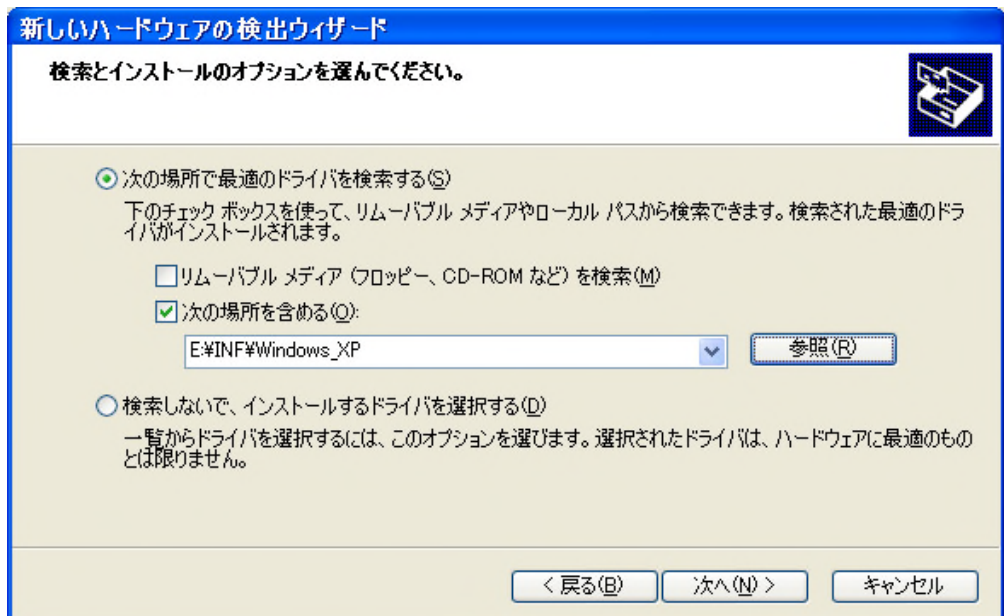 新しいハードウェアの検出ウィザード
検索とインストールのオプションを選んでください。
次の場所で最適のドライバを検索する(S)
下のチェック ボックスを使って、リムーバブル メディアやローカル パスから検索できます。検索された最適のドラ
イバがインストールされます。
リムーバブル メディア (フロッピー、CD-ROM など) を検索(M)
次の場所を含める(O):
E:¥INF¥Windows_XP
参照(R)
検索しないで、インストールするドライバを選択する(D)
一覧からドライバを選択するには、このオプションを選びます。選択されたドライバは、ハードウェアに最適のもの
とは限りません。
< 戻る(B) 次へ(N) > キャンセル